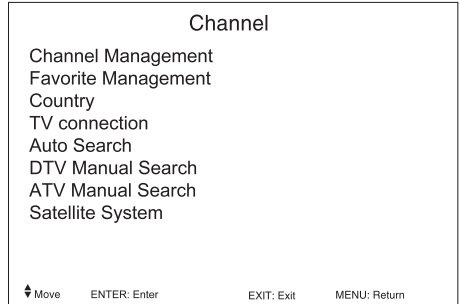 Channel
Channel Management
Favorite Management
Country
TV connection
Auto Search
DTV Manual Search
ATV Manual Search
Satellite System
Move ENTER: Enter EXIT: Exit MENU: Return